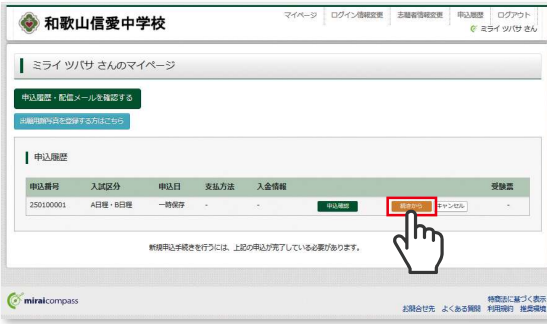 和歌山信愛中学校
マイページ ログイン情報変更 志願者情報変更 申込履歴 ログアウト
ミライ ツバサ さん
ミライ ツバサ さんのマイページ
申込履歴・配信メールを確認する
出願用顔写真を登録する方はこちら
申込履歴
申込番号 入試区分 申込日 支払方法 入金情報 受験票
250100001 A日程・B日程 一時保存 - - 申込確認 続きから キャンセル -
新規申込手続きを行うには、上記の申込が完了している必要があります。
miraicompass
特商法に基づく表示
お問合せ先 よくある質問 利用規約 推奨環境